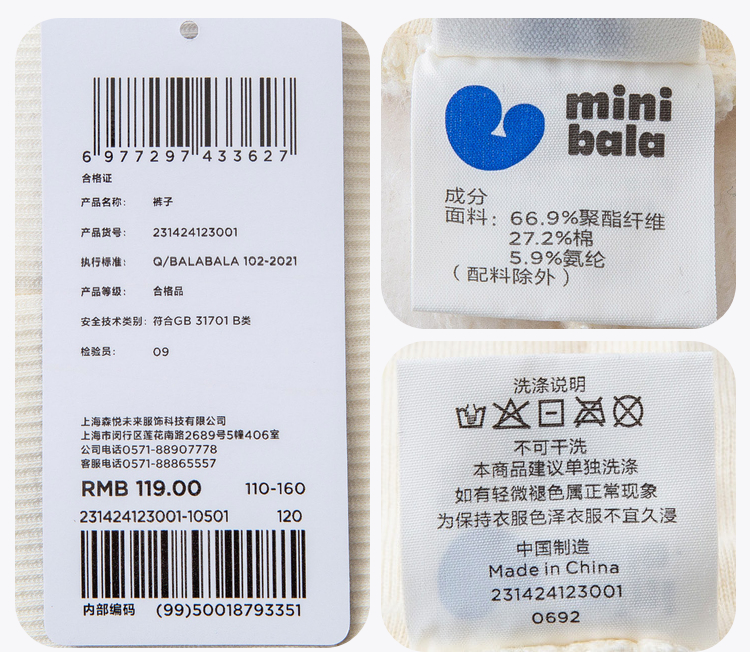 6 977297 433627
合格证
产品名称： 裤子
产品货号： 231424123001
执行标准： Q/BALABALA 102-2021
产品等级： 合格品
安全技术类别：符合GB 31701 B类
检验员： 09
上海森悦未来服饰科技有限公司
上海市闵行区莲花南路2689号5幢406室
公司电话0571-88907778
客服电话0571-88865557
RMB 119.00 110-160
231424123001-10501 120
内部编码 (99)50018793351
mini
bala
成分
面料：66.9%聚酯纤维
27.2%棉
5.9%氨纶
（配料除外）
洗涤说明
不可干洗
本商品建议单独洗涤
如有轻微褪色属正常现象
为保持衣服色泽衣服不宜久浸
中国制造
Made in China
231424123001
0692